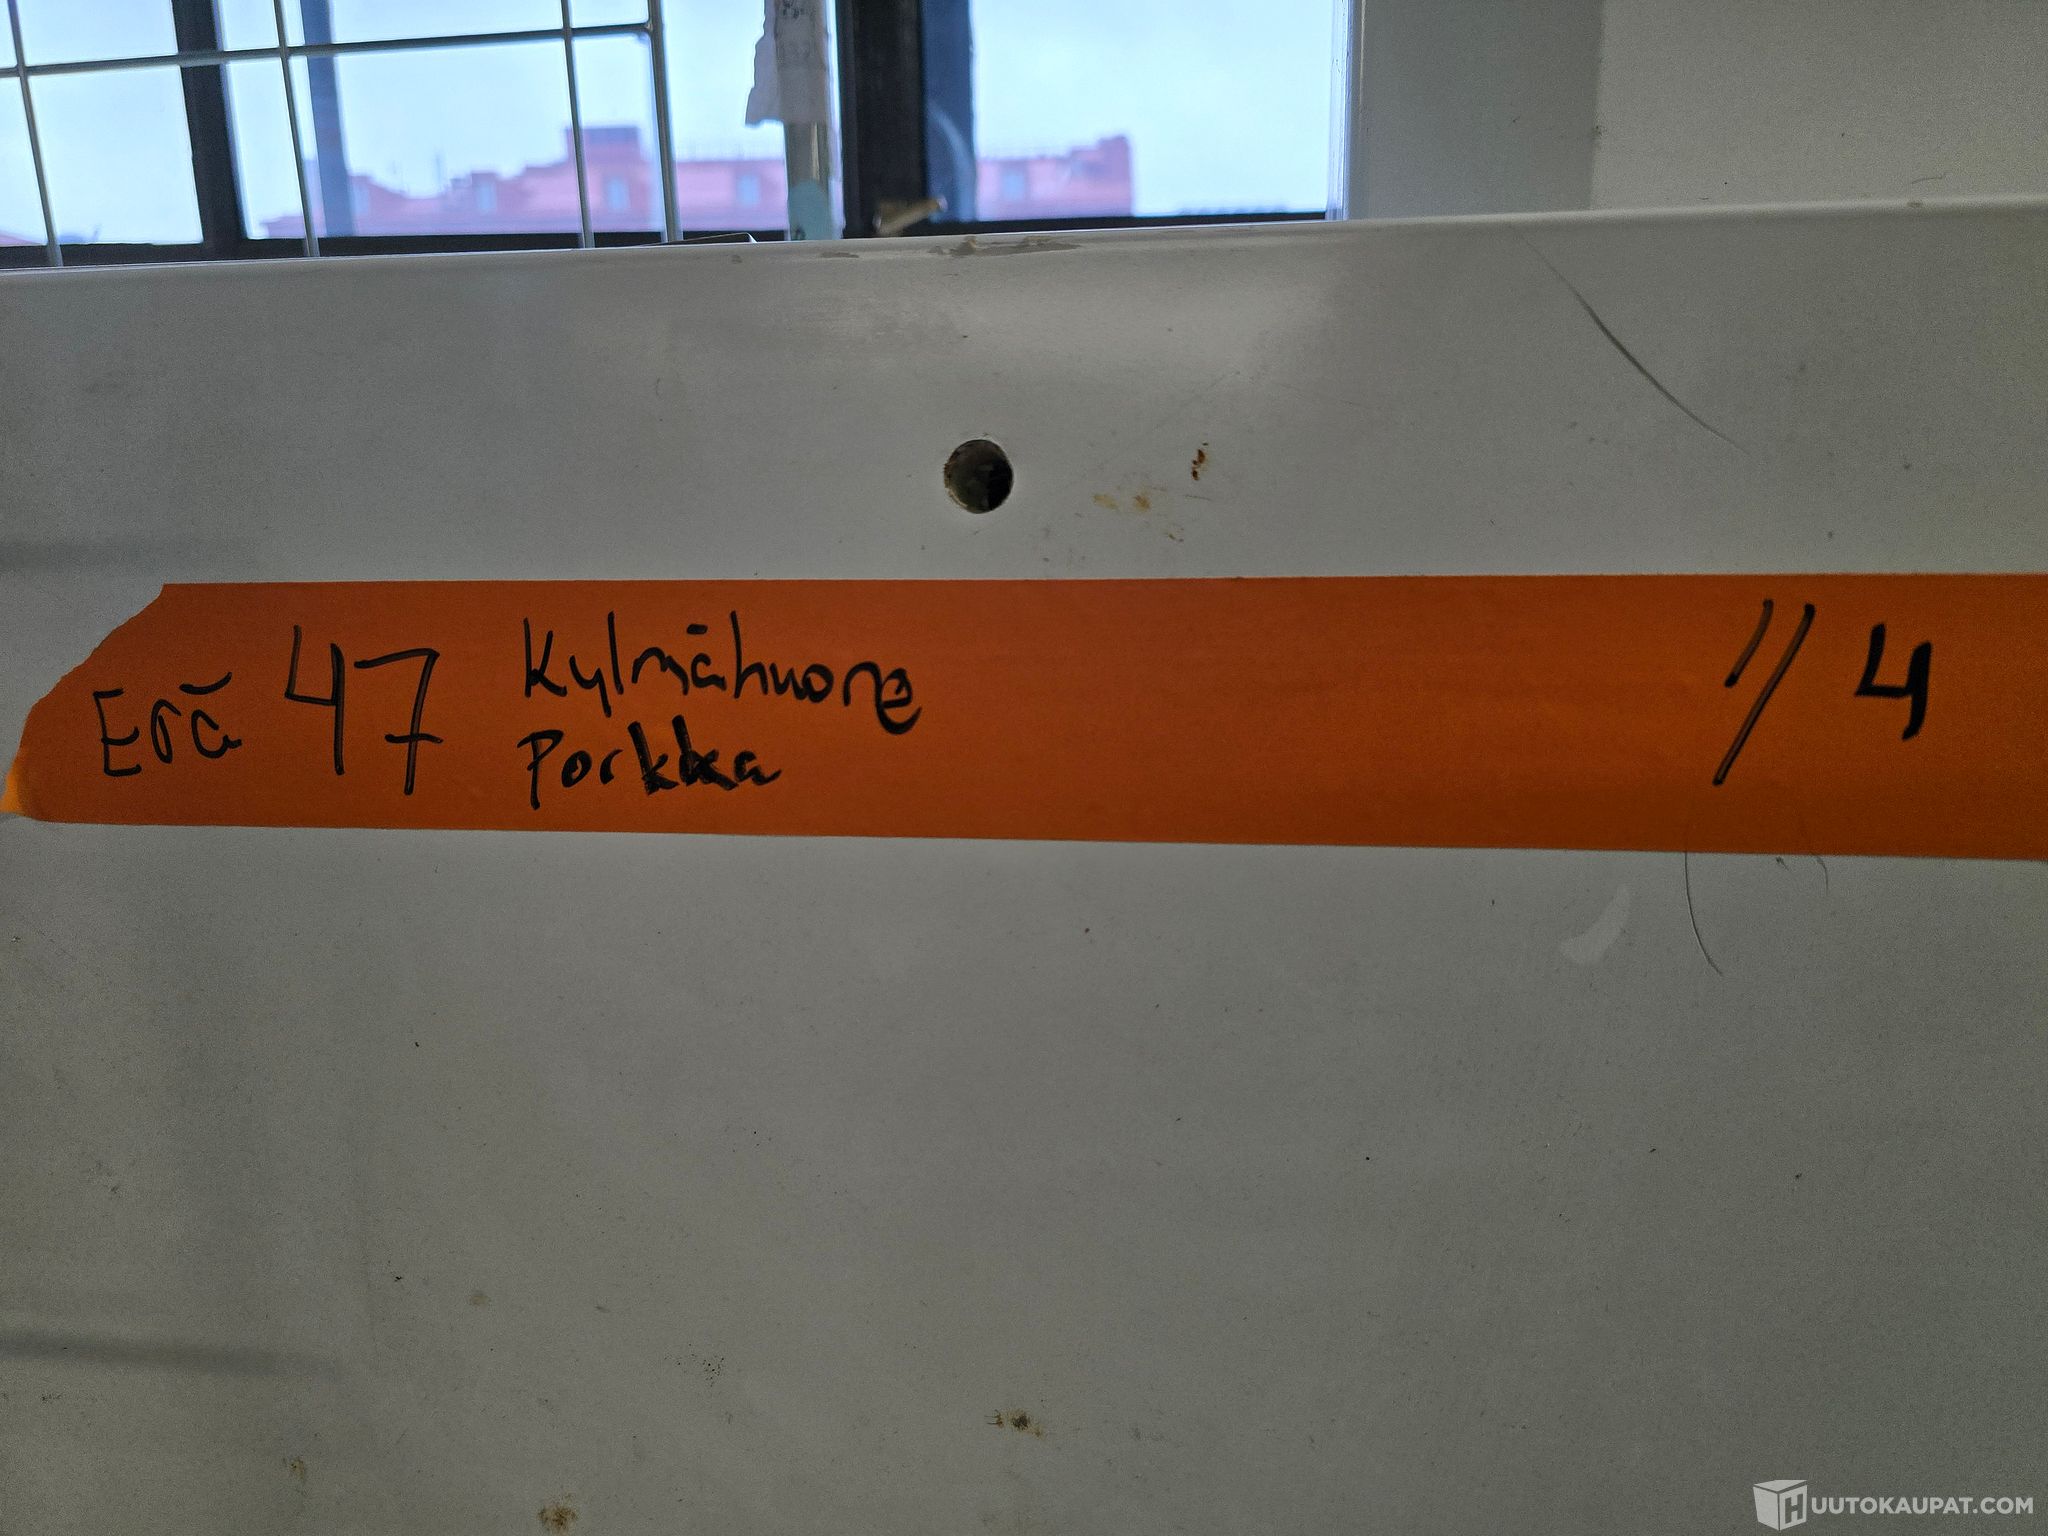 Erä 47 Kylmähuone 1/4
Porkka
HUUTOKAUPAT.COM